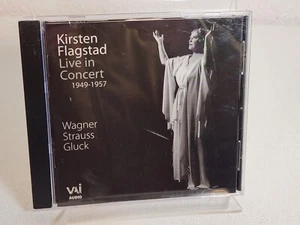 Kirsten
Flagstad
Live in
Concert
1949-1957
Wagner
Strauss
Gluck
VAI
AUDIO